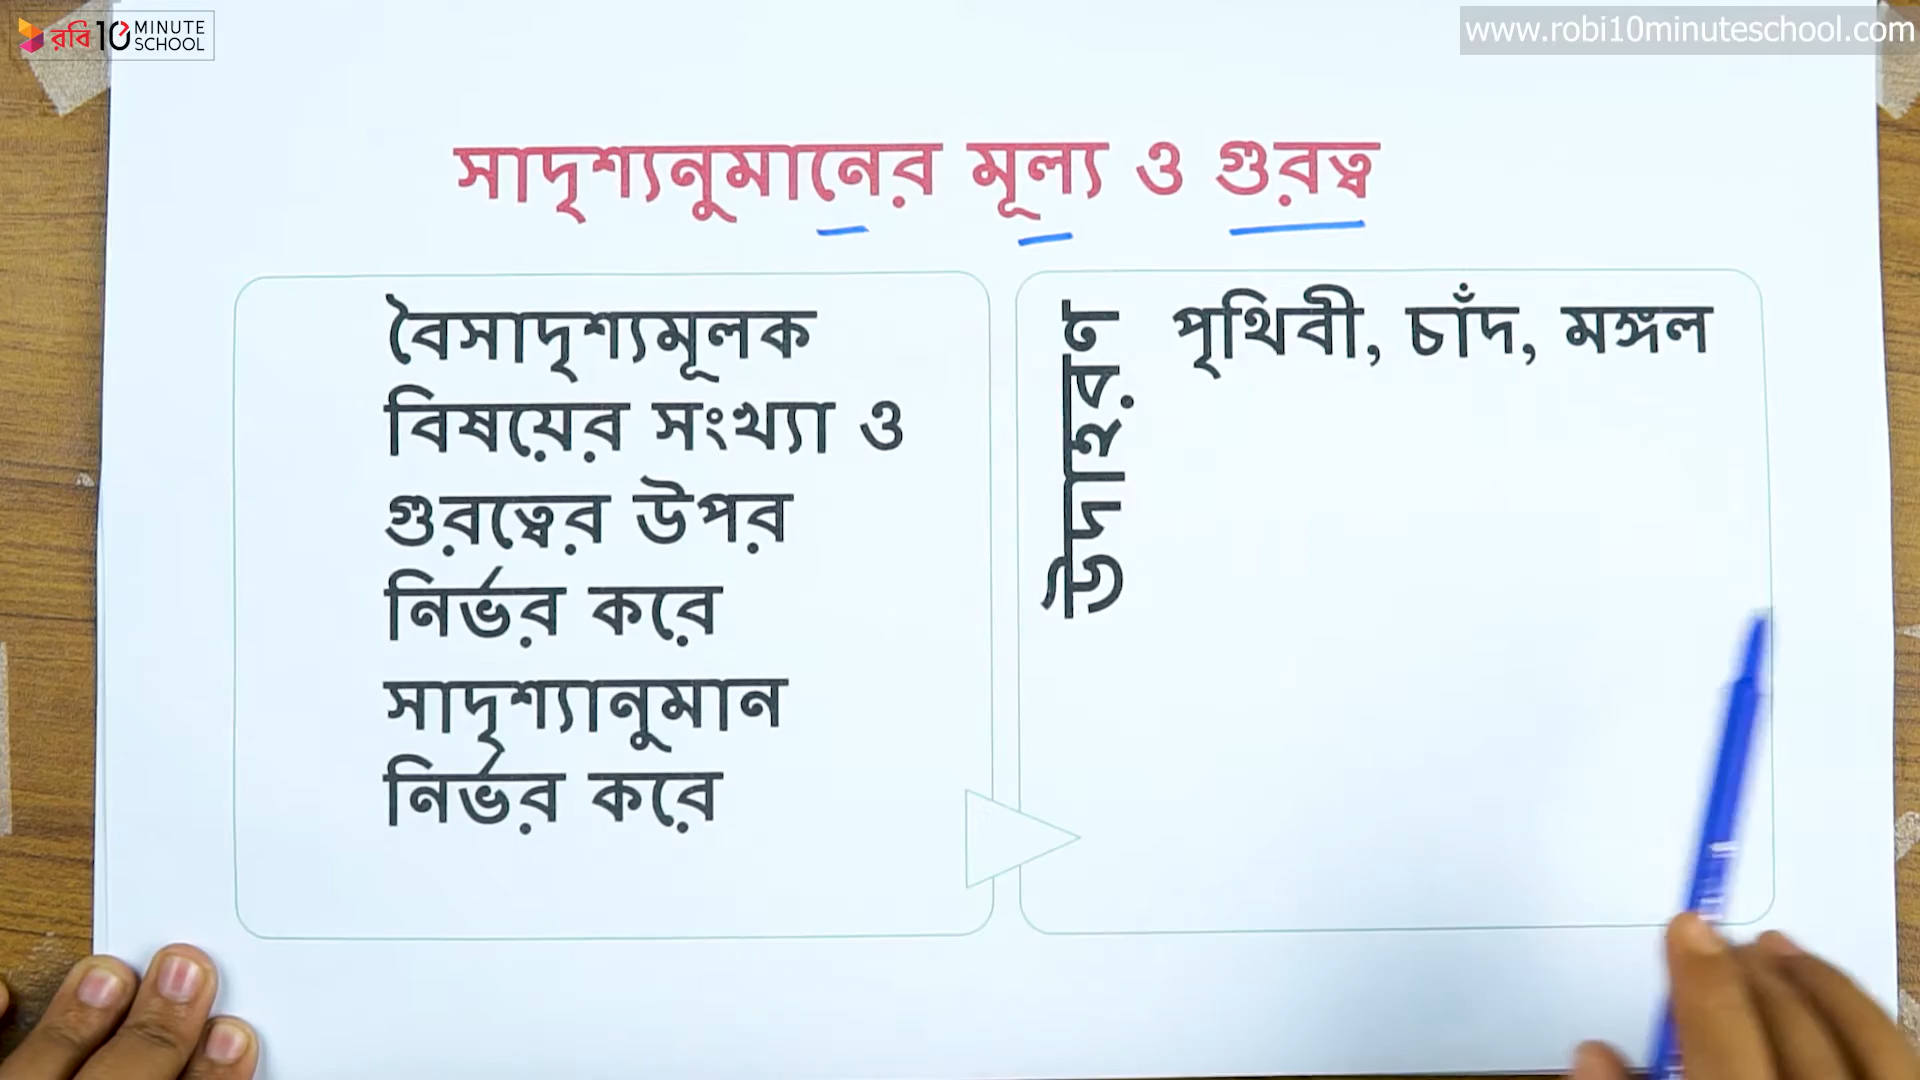 রবি 10 MINUTE SCHOOL
www.robi10minuteschool.com
সাদৃশ্যনুমানের মূল্য ও গুরত্ব
বৈসাদৃশ্যমূলক
বিষয়ের সংখ্যা ও
গুরত্বের উপর
নির্ভর করে
সাদৃশ্যানুমান
নির্ভর করে
উদাহরণ
পৃথিবী, চাঁদ, মঙ্গল